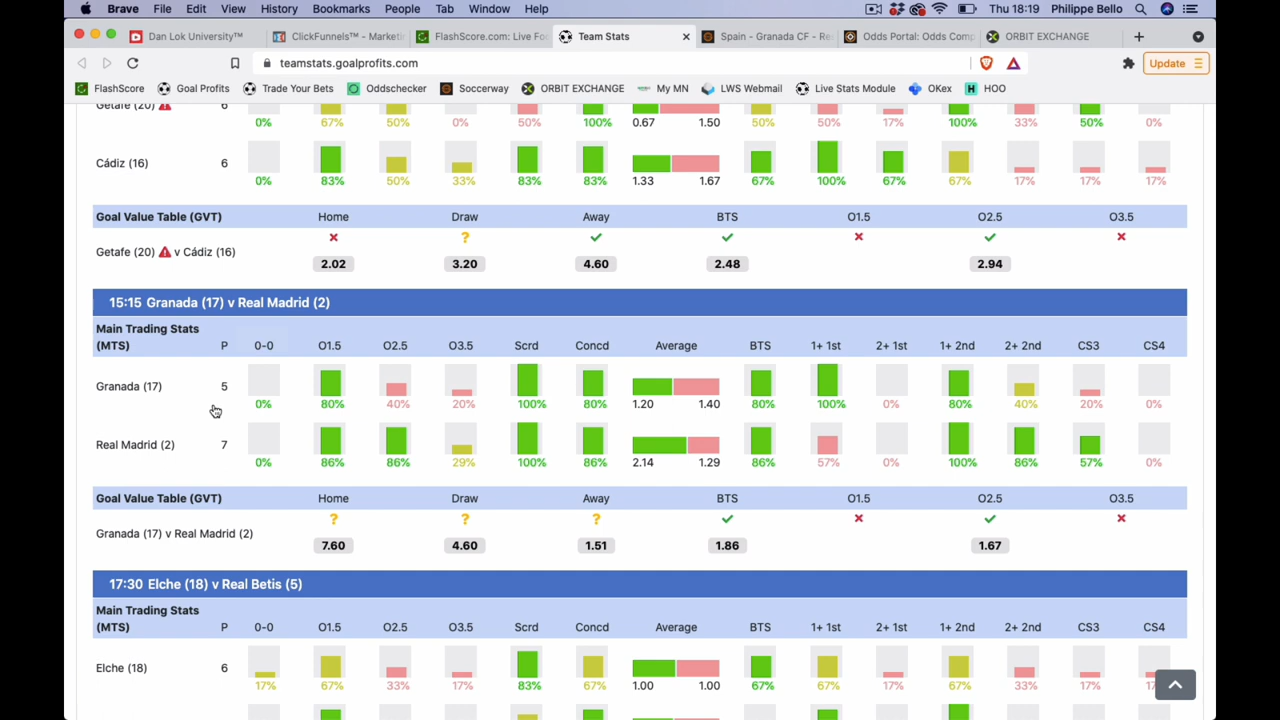 Brave File Edit View History Bookmarks People Tab Window Help Thu 18:19 Philippe Bello
Dan Lok University™ ClickFunnels™ - Marketi FlashScore.com: Live Foo Team Stats Spain - Granada CF - Re Odds Portal: Odds Comp ORBIT EXCHANGE
teamstats.goalprofits.com Update
FlashScore Goal Profits Trade Your Bets Oddschecker Soccerway ORBIT EXCHANGE My MN LWS Webmail Live Stats Module OKex HOO
Getafe (20) 6
0% 67% 50% 0% 50% 100% 0.67 1.50 50% 50% 17% 100% 33% 50% 0%
Cádiz (16) 6
0% 83% 50% 33% 83% 83% 1.33 1.67 67% 100% 67% 67% 17% 17% 17%
Goal Value Table (GVT) Home Draw Away BTS O1.5 O2.5 O3.5
Getafe (20) v Cádiz (16)
2.02 3.20 4.60 2.48 2.94
15:15 Granada (17) v Real Madrid (2)
Main Trading Stats
(MTS) P 0-0 O1.5 O2.5 O3.5 Scrd Concd Average BTS 1+ 1st 2+ 1st 1+ 2nd 2+ 2nd CS3 CS4
Granada (17) 5
0% 80% 40% 20% 100% 80% 1.20 1.40 80% 100% 0% 80% 40% 20% 0%
Real Madrid (2) 7
0% 86% 86% 29% 100% 86% 2.14 1.29 86% 57% 0% 100% 86% 57% 0%
Goal Value Table (GVT) Home Draw Away BTS O1.5 O2.5 O3.5
Granada (17) v Real Madrid (2)
7.60 4.60 1.51 1.86 1.67
17:30 Elche (18) v Real Betis (5)
Main Trading Stats
(MTS) P 0-0 O1.5 O2.5 O3.5 Scrd Concd Average BTS 1+ 1st 2+ 1st 1+ 2nd 2+ 2nd CS3 CS4
Elche (18) 6
17% 67% 33% 17% 83% 67% 1.00 1.00 67% 67% 17% 67% 33% 17%